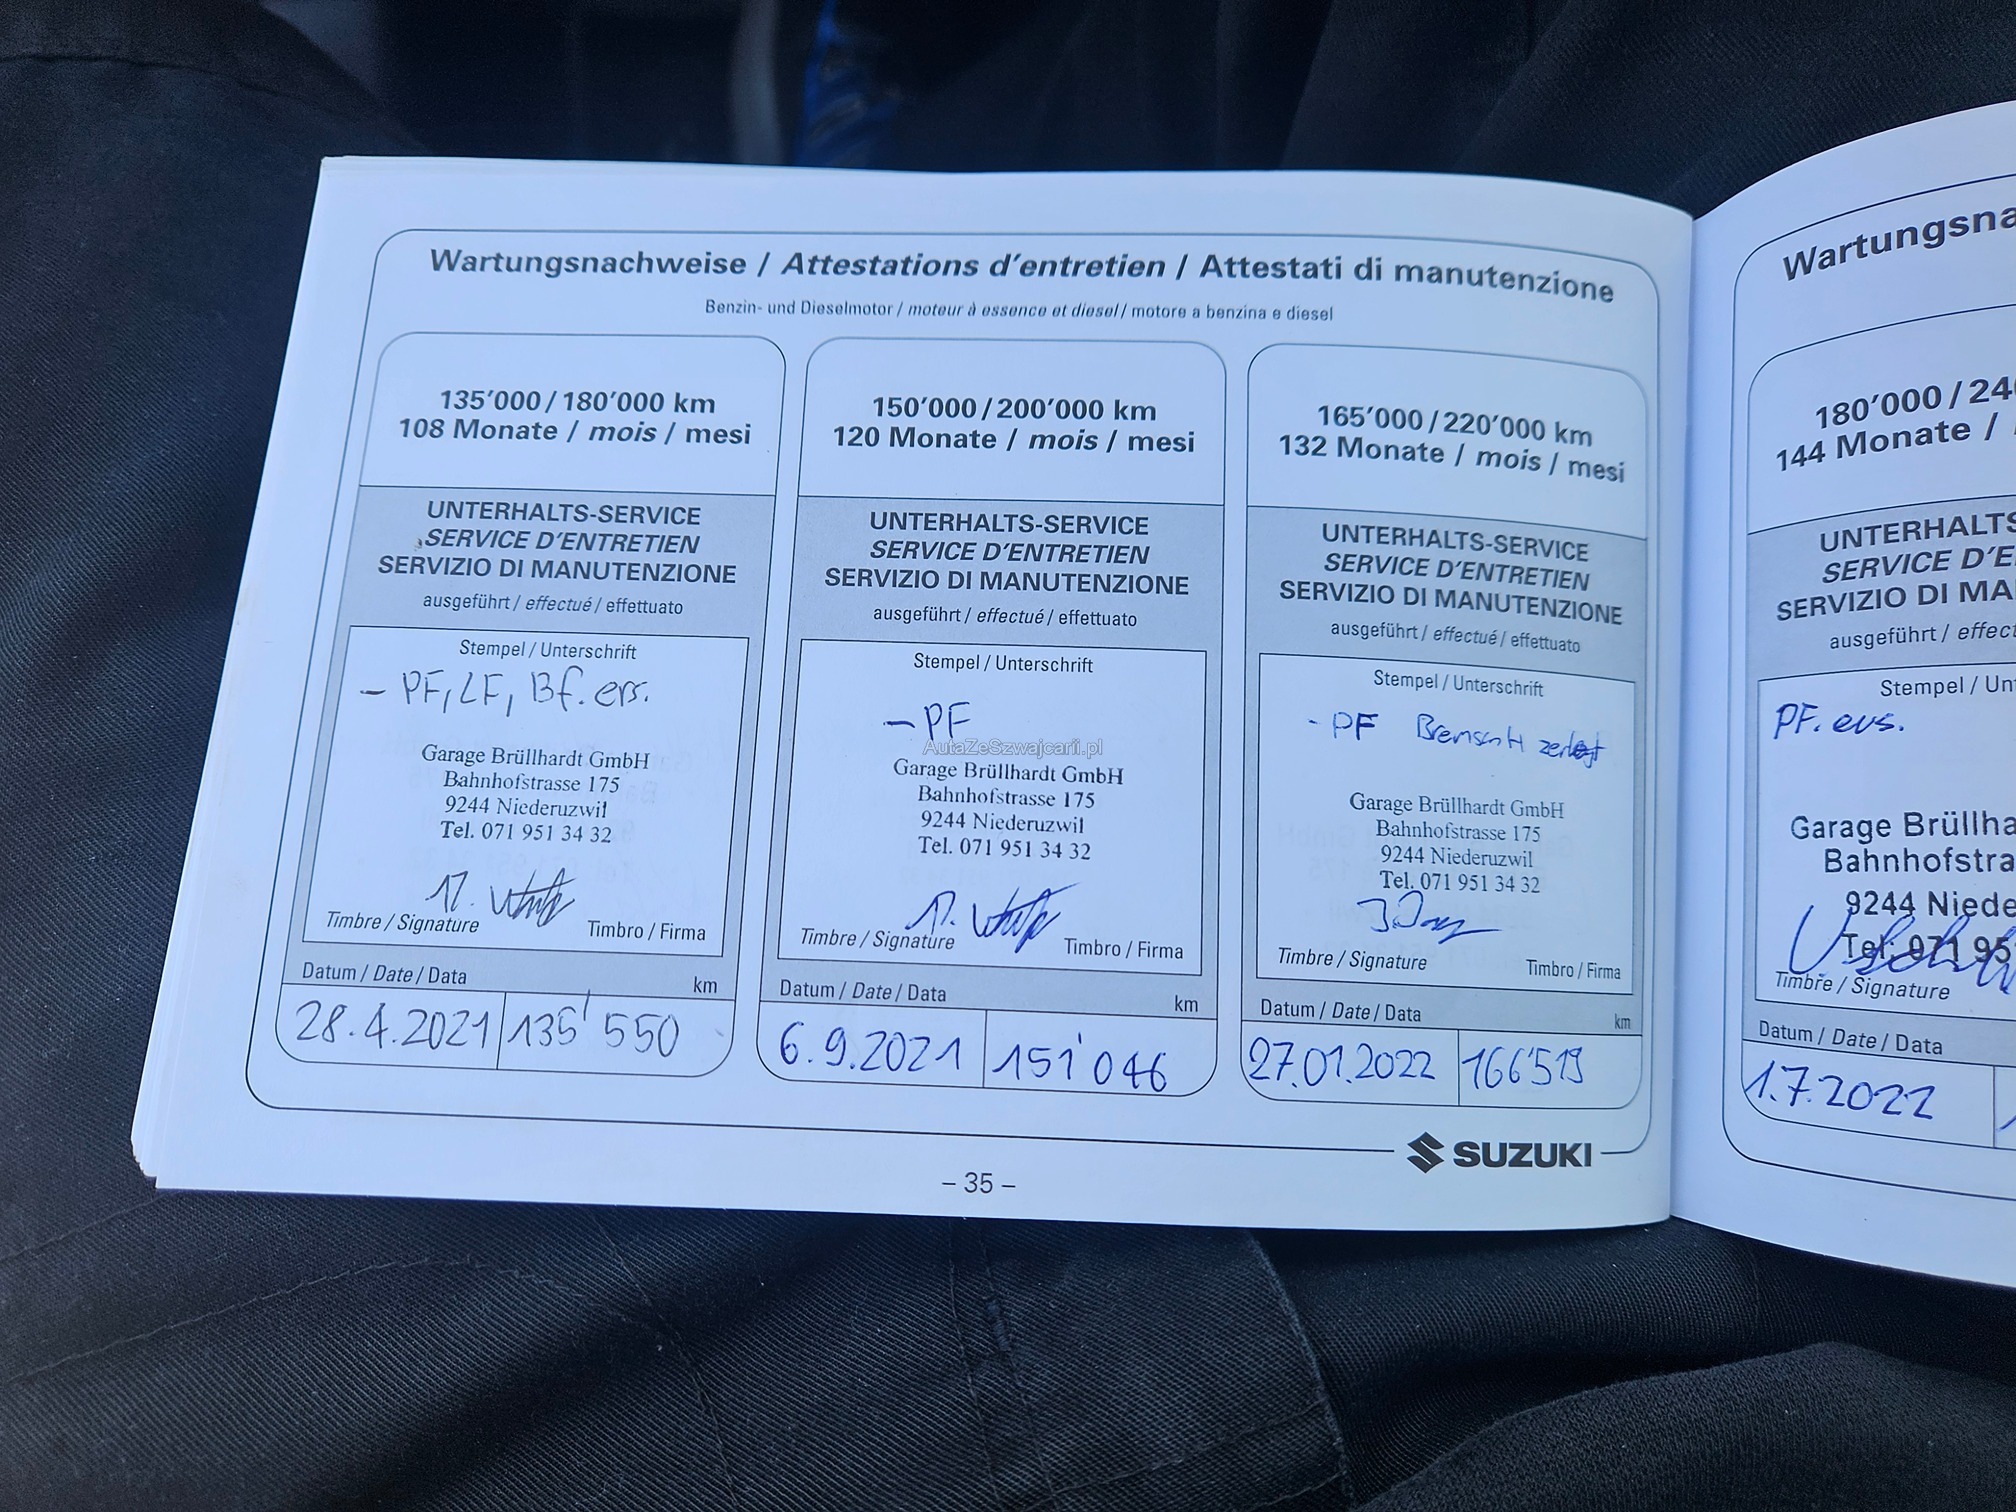 Wartungsnachweise / Attestations d'entretien / Attestati di manutenzione
Benzin- und Dieselmotor / moteur à essence et diesel / motore a benzina e diesel
135'000 / 180'000 km
108 Monate / mois / mesi
UNTERHALTS-SERVICE
SERVICE D'ENTRETIEN
SERVIZIO DI MANUTENZIONE
ausgeführt / effectué / effettuato
Stempel / Unterschrift
– PF, LF, Bf. ers.
Garage Brüllhardt GmbH
Bahnhofstrasse 175
9244 Niederuzwil
Tel. 071 951 34 32
Timbre / Signature Timbro / Firma
Datum / Date / Data km
28.4.2021 135'550
150'000 / 200'000 km
120 Monate / mois / mesi
UNTERHALTS-SERVICE
SERVICE D'ENTRETIEN
SERVIZIO DI MANUTENZIONE
ausgeführt / effectué / effettuato
Stempel / Unterschrift
– PF
AutaZeSzwajcarii.pl
Garage Brüllhardt GmbH
Bahnhofstrasse 175
9244 Niederuzwil
Tel. 071 951 34 32
Timbre / Signature Timbro / Firma
Datum / Date / Data km
6.9.2021 151'046
165'000 / 220'000 km
132 Monate / mois / mesi
UNTERHALTS-SERVICE
SERVICE D'ENTRETIEN
SERVIZIO DI MANUTENZIONE
ausgeführt / effectué / effettuato
Stempel / Unterschrift
- PF
Garage Brüllhardt GmbH
Bahnhofstrasse 175
9244 Niederuzwil
Tel. 071 951 34 32
Timbre / Signature Timbro / Firma
Datum / Date / Data km
27.01.2022 166'519
SUZUKI
– 35 –
Wartungsna
180'000 / 24
144 Monate /
UNTERHALTS
SERVICE D'E
SERVIZIO DI MA
ausgeführt / effect
Stempel / Un
PF. ers.
Garage Brüllha
Bahnhofstra
9244 Niede
Tel. 071 95
Timbre / Signature
Datum / Date / Data
1.7.2022